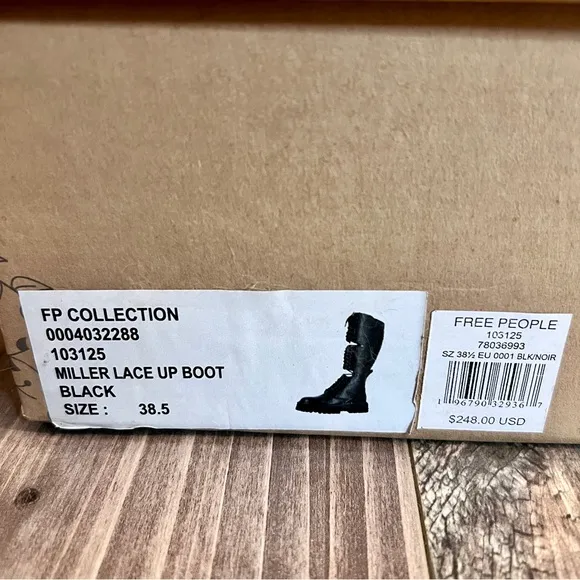 FP COLLECTION
0004032288
103125
MILLER LACE UP BOOT
BLACK
SIZE : 38.5
FREE PEOPLE
103125
78036993
SZ 38½ EU 0001 BLK/NOIR
1 96790 32936 7
$248.00 USD